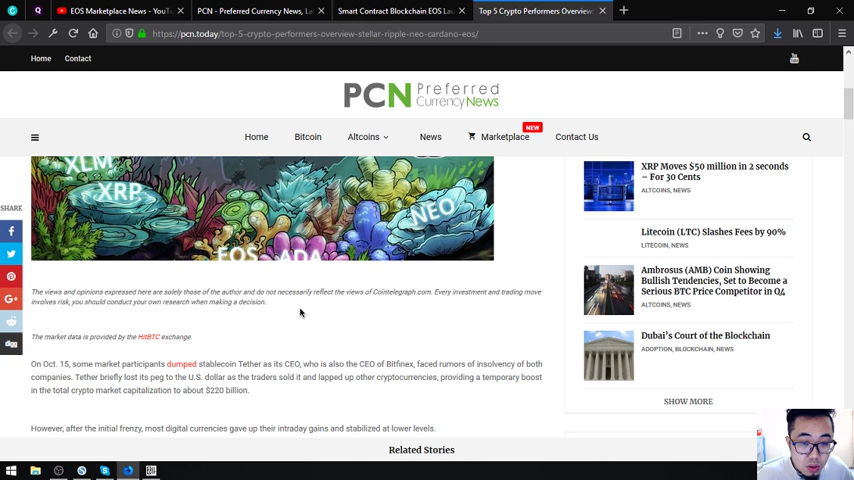 EOS Marketplace News - YouTu
PCN - Preferred Currency News, La
Smart Contract Blockchain EOS Lau
Top 5 Crypto Performers Overview:
https://pcn.today/top-5-crypto-performers-overview-stellar-ripple-neo-cardano-eos/
Home
Contact
You
PCN Preferred
Currency News
NEW
Home
Bitcoin
Altcoins
News
Marketplace
Contact Us
XLM
XRP
NEO
EOS
ADA
SHARE
The views and opinions expressed here are solely those of the author and do not necessarily reflect the views of Cointelegraph.com. Every investment and trading move
involves risk, you should conduct your own research when making a decision.
The market data is provided by the HitBTC exchange.
On Oct. 15, some market participants dumped stablecoin Tether as its CEO, who is also the CEO of Bitfinex, faced rumors of insolvency of both
companies. Tether briefly lost its peg to the U.S. dollar as the traders sold it and lapped up other cryptocurrencies, providing a temporary boost
in the total crypto market capitalization to about $220 billion.
However, after the initial frenzy, most digital currencies gave up their intraday gains and stabilized at lower levels.
XRP Moves $50 million in 2 seconds
– For 30 Cents
ALTCOINS, NEWS
Litecoin (LTC) Slashes Fees by 90%
LITECOIN, NEWS
Ambrosus (AMB) Coin Showing
Bullish Tendencies, Set to Become a
Serious BTC Price Competitor in Q4
ALTCOINS, NEWS
Dubai's Court of the Blockchain
ADOPTION, BLOCKCHAIN, NEWS
SHOW MORE
Related Stories